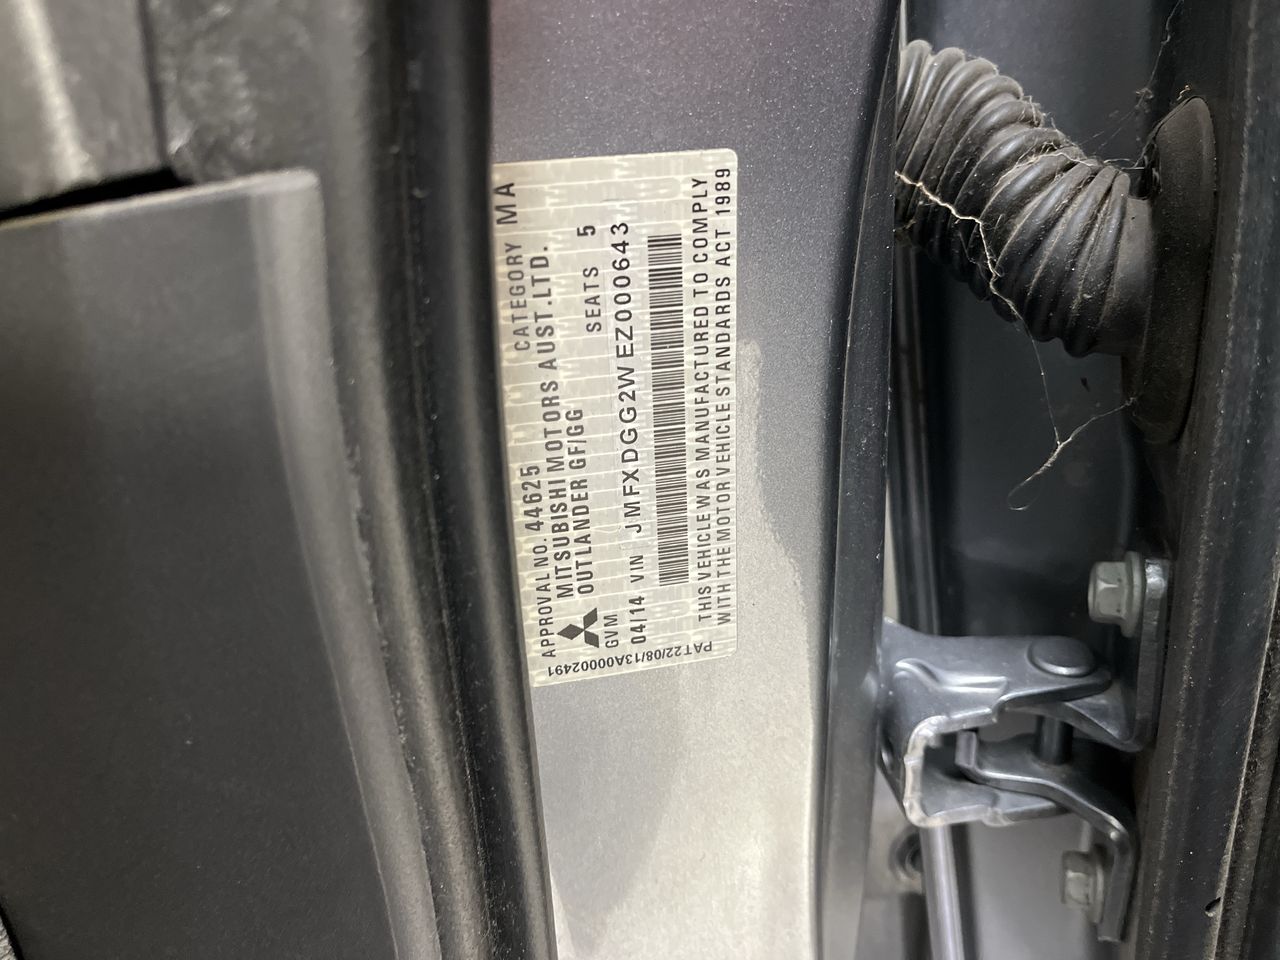 APPROVAL NO. 44625 CATEGORY MA
MITSUBISHI MOTORS AUST.LTD.
OUTLANDER GF/GG
GVM SEATS 5
04/14 VIN JMFXDGG2WEZ000643
THIS VEHICLE WAS MANUFACTURED TO COMPLY
WITH THE MOTOR VEHICLE STANDARDS ACT 1989
PAT22/08/13A000002491